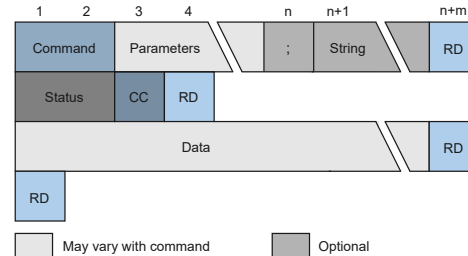 1 2 3 4 n n+1 n+m
Command Parameters ; String RD
Status CC RD
Data RD
RD
May vary with command Optional